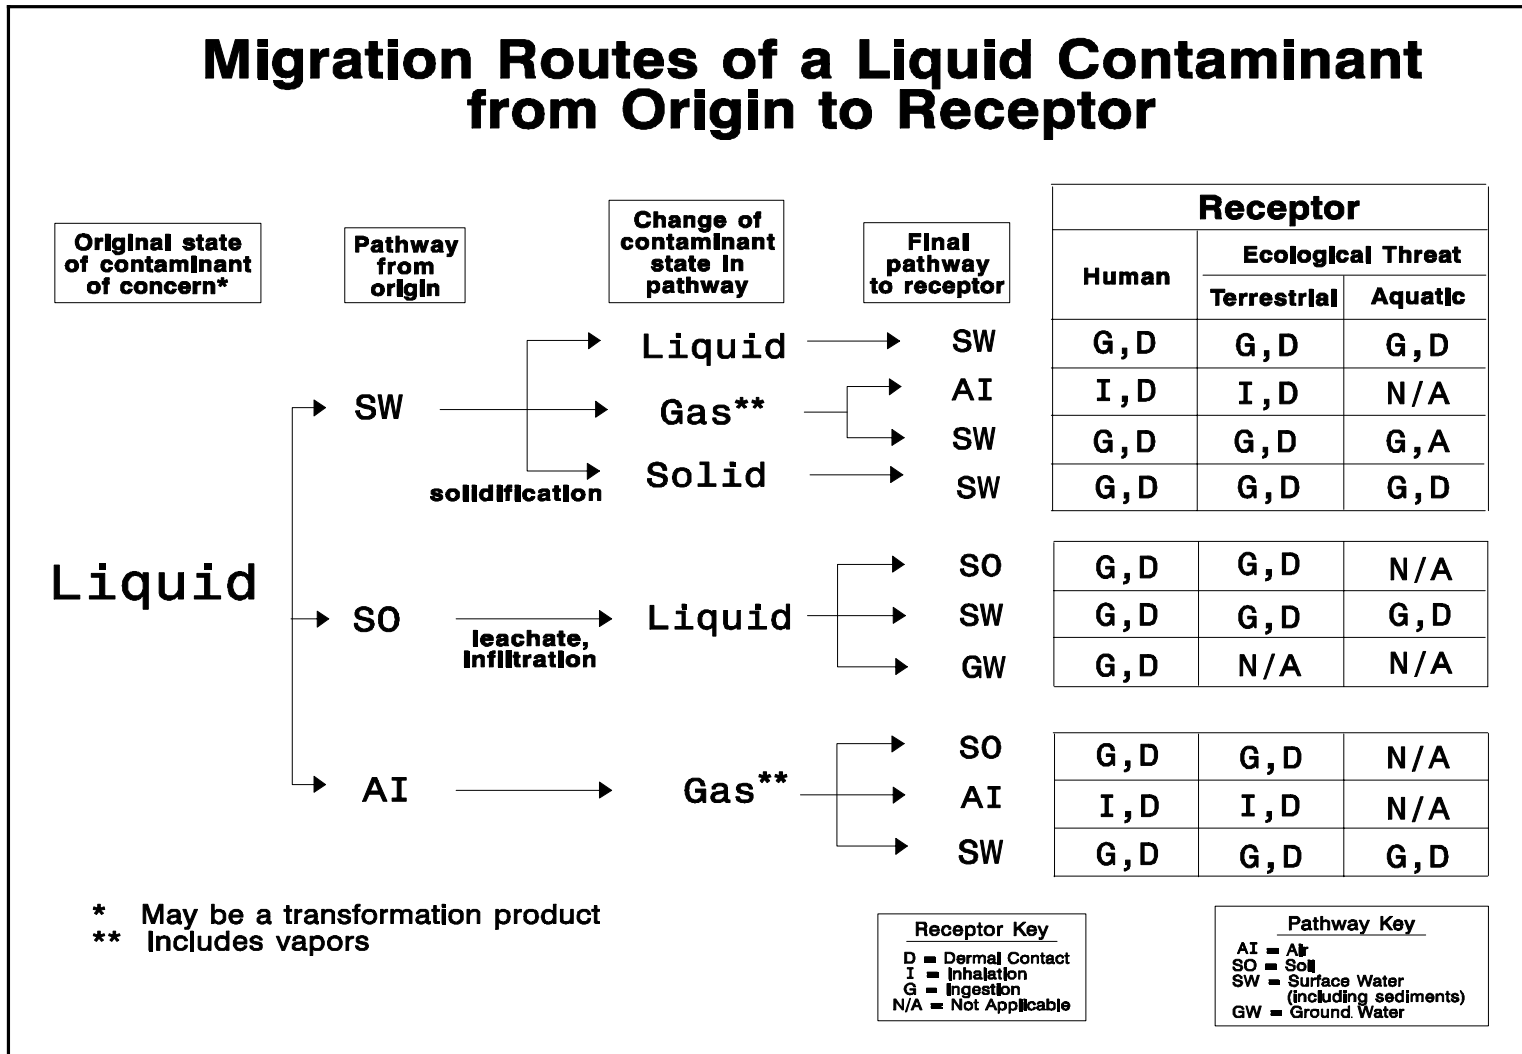 Migration Routes of a Liquid Contaminant
from Origin to Receptor
Original state
of contaminant
of concern*
Pathway
from
origin
Change of
contaminant
state in
pathway
Final
pathway
to receptor
Receptor
Human
Ecological Threat
Terrestrial Aquatic
Liquid
SW
Liquid SW G,D G,D G,D
Gas** AI I,D I,D N/A
SW G,D G,D G,A
solidification Solid SW G,D G,D G,D
SO
leachate,
infiltration
Liquid
SO G,D G,D N/A
SW G,D G,D G,D
GW G,D N/A N/A
AI
Gas**
SO G,D G,D N/A
AI I,D I,D N/A
SW G,D G,D G,D
* May be a transformation product
** Includes vapors
Receptor Key
D = Dermal Contact
I = Inhalation
G = Ingestion
N/A = Not Applicable
Pathway Key
AI = Air
SO = Soil
SW = Surface Water
(including sediments)
GW = Ground Water